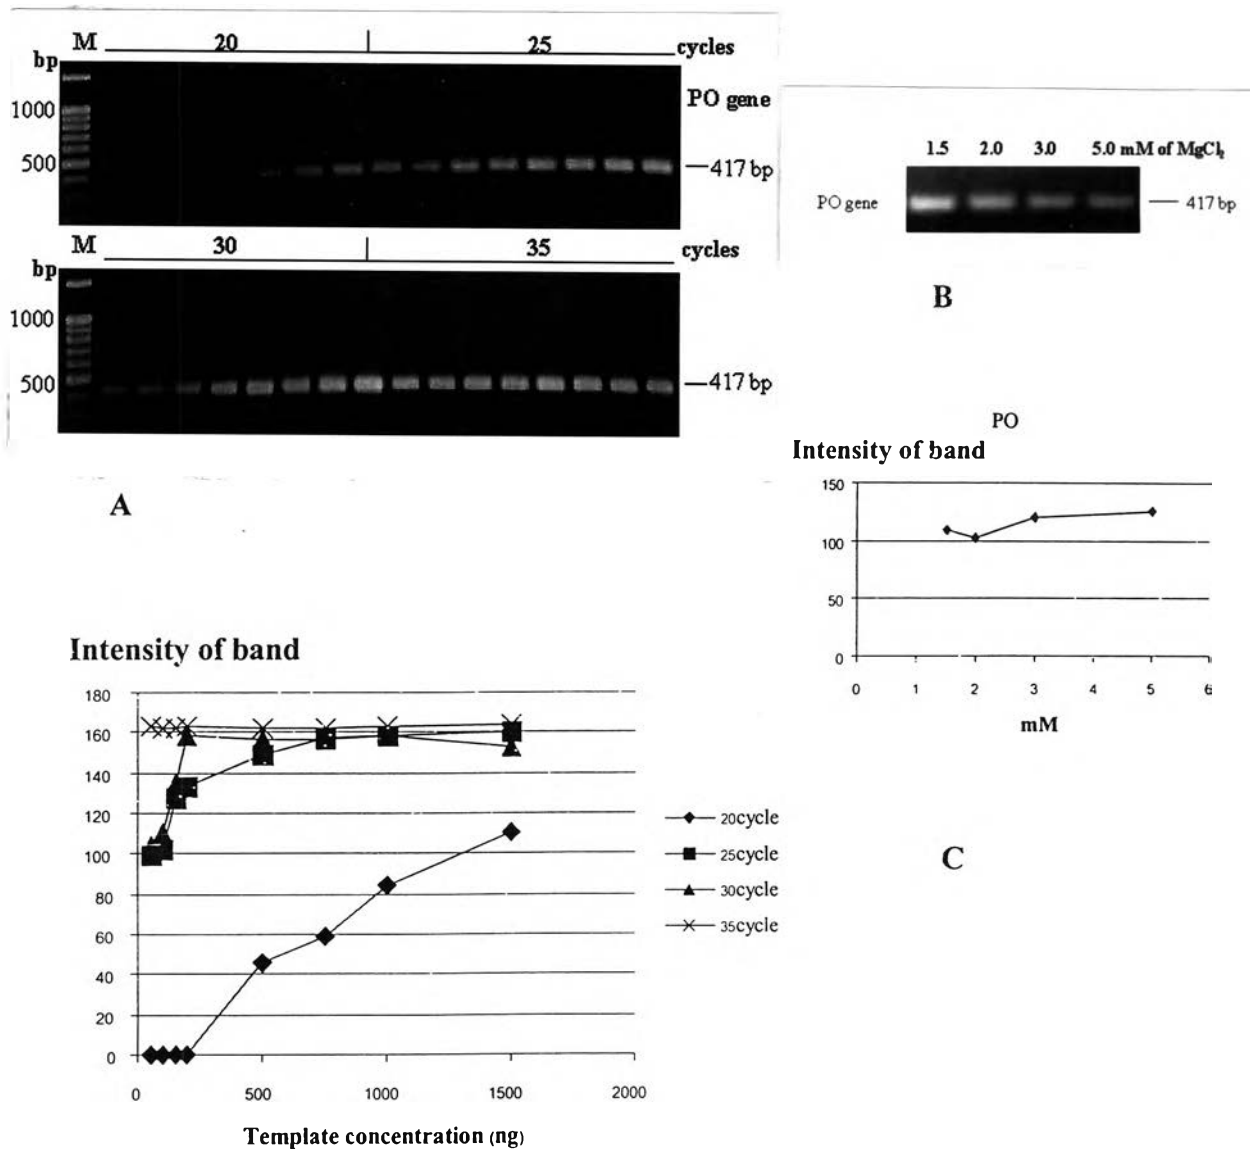 M 20 25 cycles
bp
1000
500
PO gene
417 bp
M 30 35 cycles
bp
1000
500
417 bp
A
1.5 2.0 3.0 5.0 mM of MgCl₂
PO gene
417 bp
B
PO
Intensity of band
150
100
50
0
0 1 2 3 4 5 6
mM
C
Intensity of band
180
160
140
120
100
80
60
40
20
0
0 500 1000 1500 2000
Template concentration (ng)
20cycle
25cycle
30cycle
35cycle